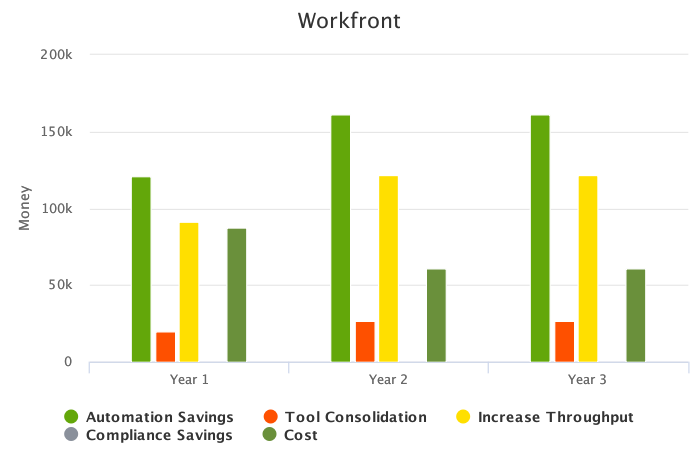 Workfront
200k
150k
100k
50k
0
Money
Year 1 Year 2 Year 3
Automation Savings Tool Consolidation Increase Throughput
Compliance Savings Cost